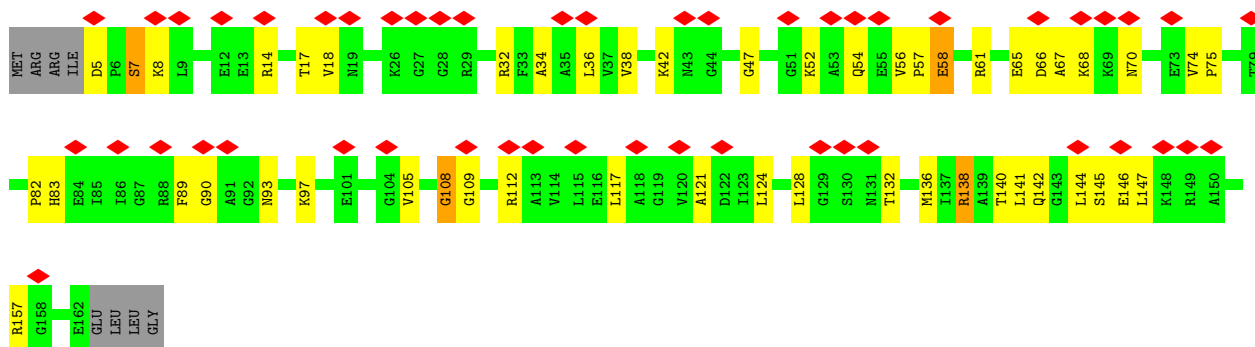 MET ARG ARG ILE D5 P6 S7 K8 L9 E12 E13 R14 T17 V18 N19 K26 G27 G28 R29 R32 F33 A34 A35 L36 V37 V38 K42 N43 G44 G47 G51 K52 A53 Q54 E55 V56 P57 E58 R61 E65 D66 A67 K68 K69 N70 E73 V74 P75 T79
P82 H83 E84 I85 I86 G87 R88 F89 G90 A91 G92 N93 K97 E101 G104 V105 G108 G109 R112 A113 V114 L115 E116 L117 A118 G119 V120 A121 D122 I123 L124 L128 G129 S130 N131 T132 M136 I137 R138 A139 T140 L141 Q142 G143 L144 S145 E146 L147 K148 R149 A150
R157 G158 E162 GLU LEU LEU GLY